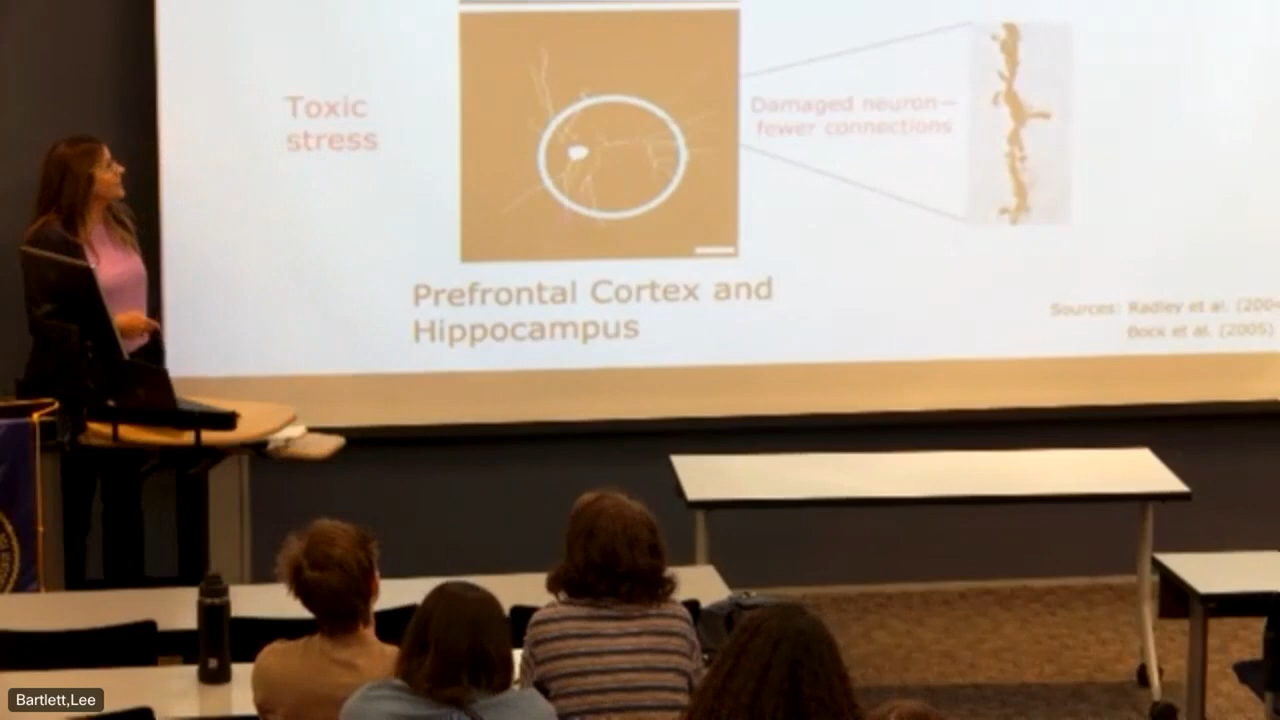 Toxic
stress
Damaged neuron—
fewer connections
Prefrontal Cortex and
Hippocampus
Sources: Radley et al. (200
Bock et al. (2005)
Bartlett,Lee